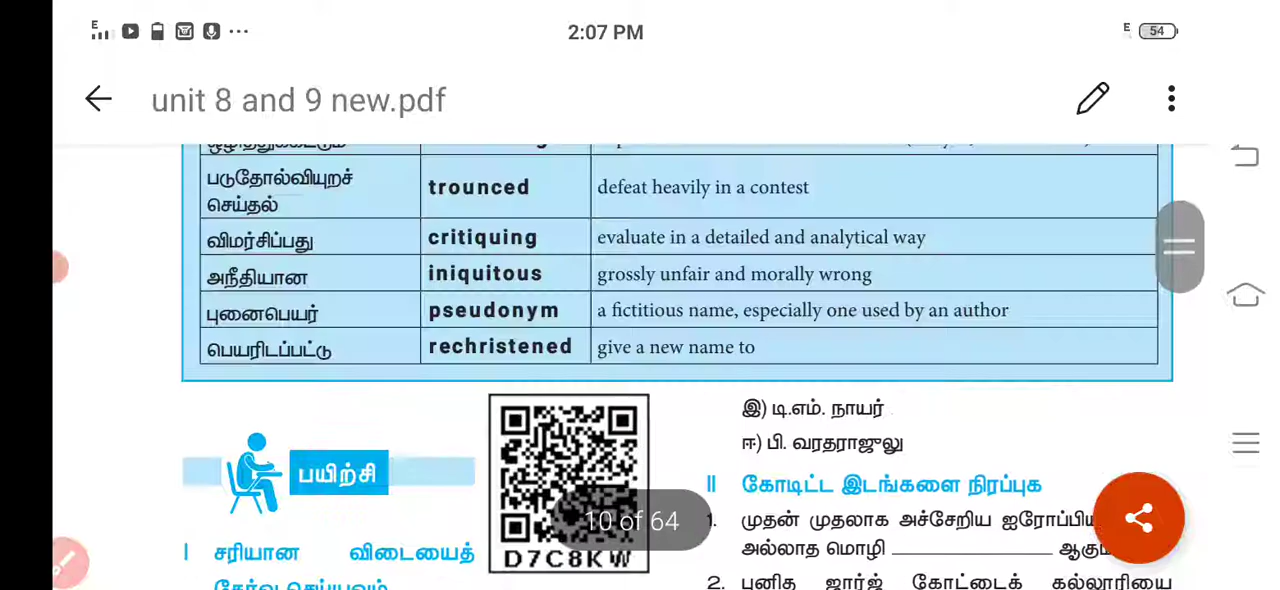 E 2:07 PM E 54
unit 8 and 9 new.pdf
படுதோல்வியுறச்
செய்தல் trounced defeat heavily in a contest
விமர்சிப்பது critiquing evaluate in a detailed and analytical way
அநீதியான iniquitous grossly unfair and morally wrong
புனைபெயர் pseudonym a fictitious name, especially one used by an author
பெயரிடப்பட்டு rechristened give a new name to
பயிற்சி
I சரியான விடையைத்
தேர்வு செய்யவும்
D7C8KW
10 of 64
இ) டி.எம். நாயர்
ஈ) பி. வரதராஜுலு
II கோடிட்ட இடங்களை நிரப்புக
1. முதன் முதலாக அச்சேறிய ஐரோப்பிய
அல்லாத மொழி ____________
2. புனித ஜார்ஜ் கோட்டைக் கல்லூரியை